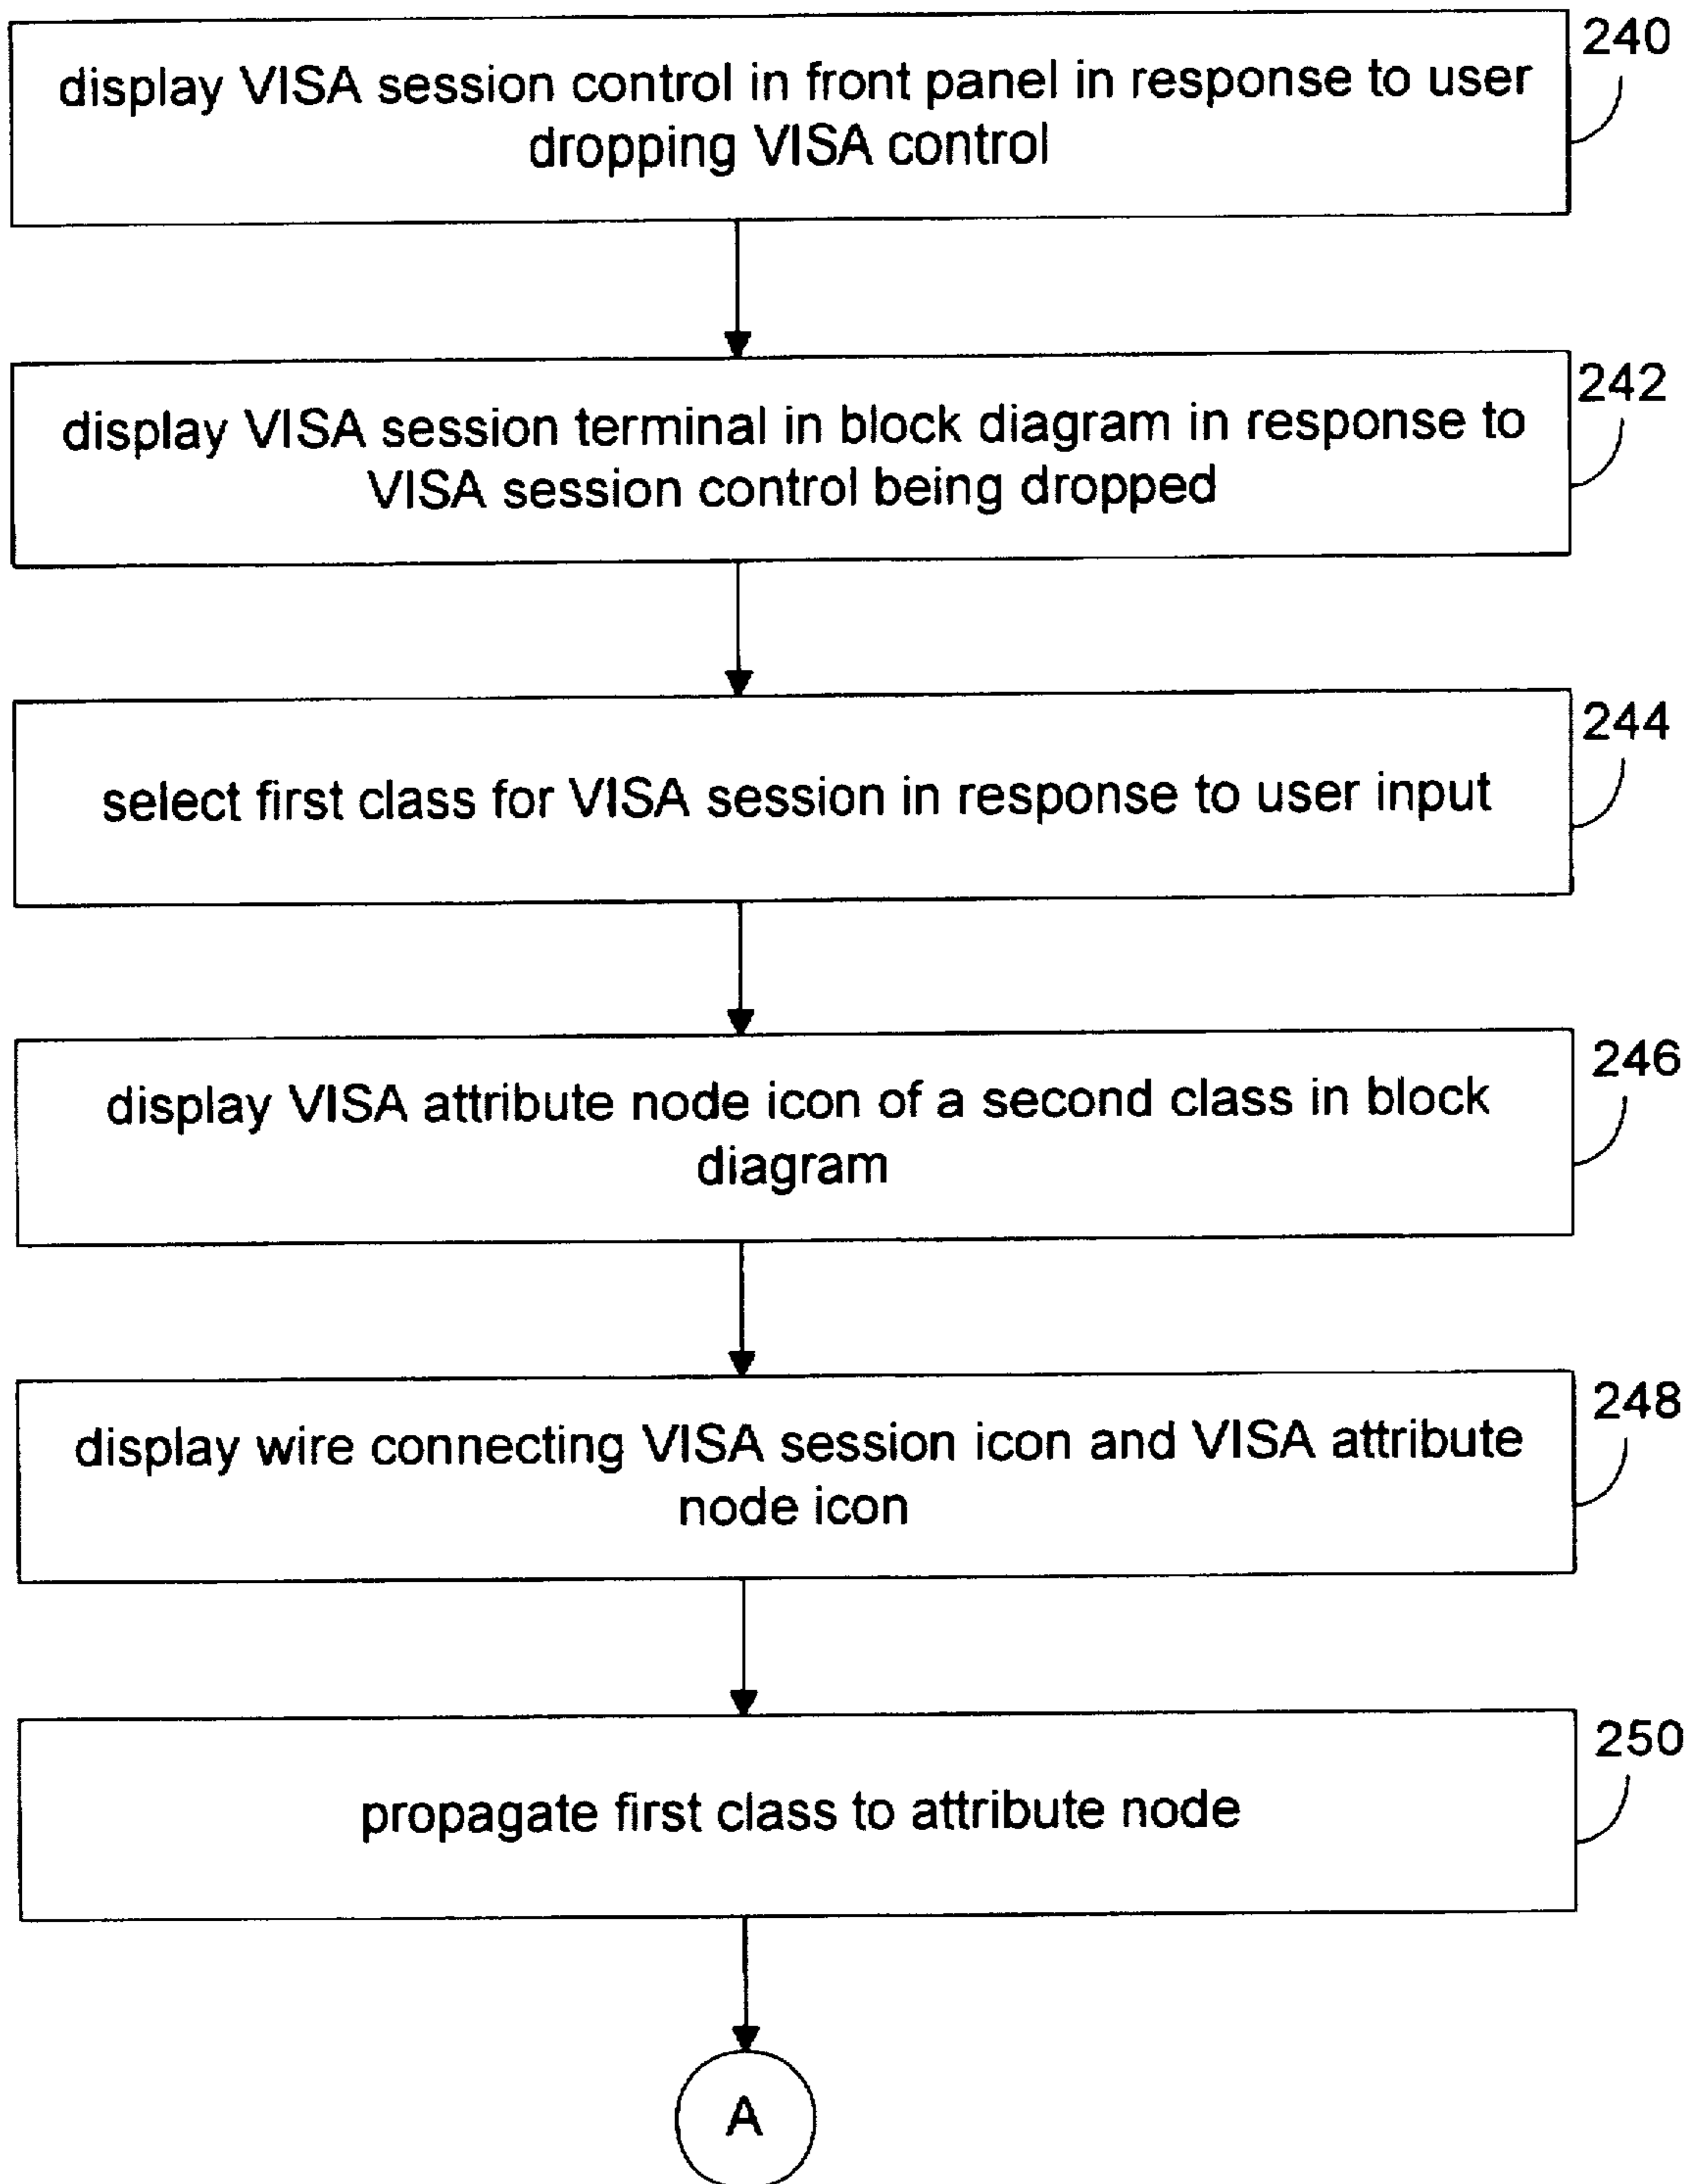 240
display VISA session control in front panel in response to user
dropping VISA control
242
display VISA session terminal in block diagram in response to
VISA session control being dropped
244
select first class for VISA session in response to user input
246
display VISA attribute node icon of a second class in block
diagram
248
display wire connecting VISA session icon and VISA attribute
node icon
250
propagate first class to attribute node
A